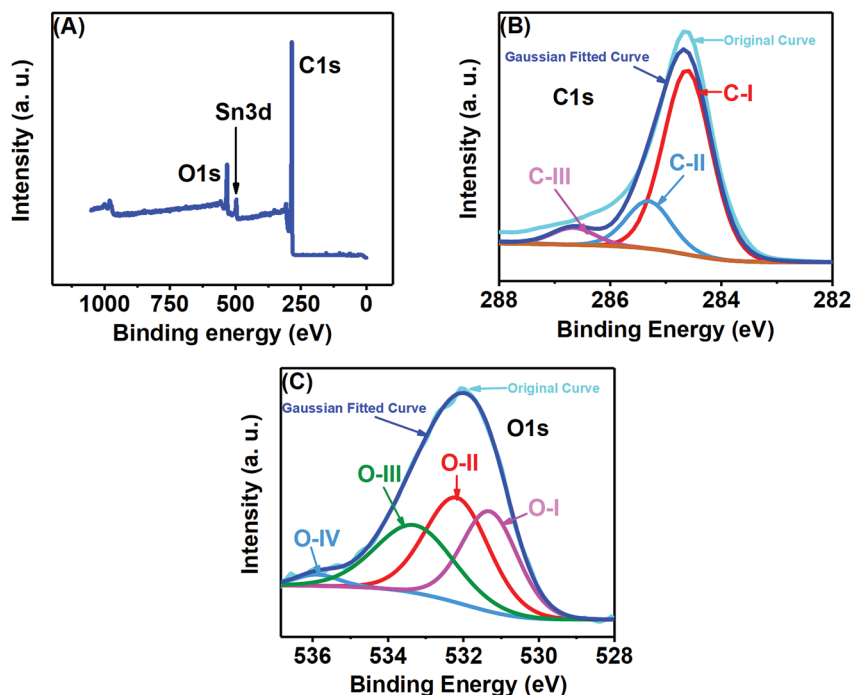 (A)
C1s
Sn3d
O1s
Intensity (a. u.)
1000 750 500 250 0
Binding energy (eV)
(B)
Original Curve
Gaussian Fitted Curve
C1s
C-I
C-II
C-III
Intensity (a. u.)
288 286 284 282
Binding Energy (eV)
(C)
Original Curve
Gaussian Fitted Curve
O1s
O-II
O-III
O-I
O-IV
Intensity (a. u.)
536 534 532 530 528
Binding Energy (eV)